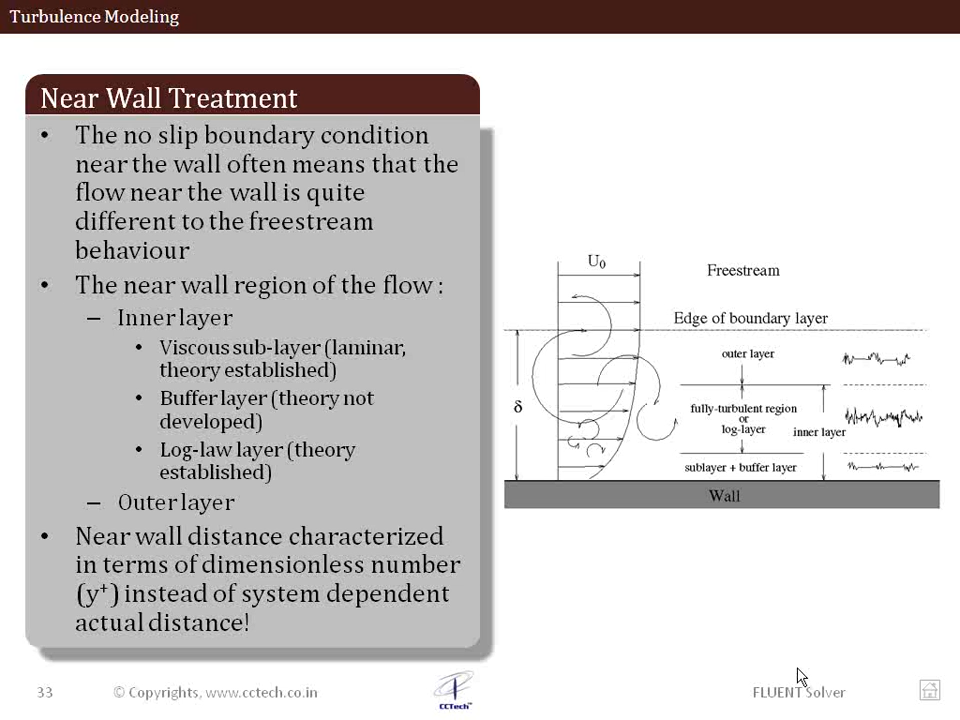 Turbulence Modeling
Near Wall Treatment
• The no slip boundary condition
near the wall often means that the
flow near the wall is quite
different to the freestream
behaviour
• The near wall region of the flow :
– Inner layer
• Viscous sub-layer (laminar,
theory established)
• Buffer layer (theory not
developed)
• Log-law layer (theory
established)
– Outer layer
• Near wall distance characterized
in terms of dimensionless number
(y⁺) instead of system dependent
actual distance!
U₀
Freestream
Edge of boundary layer
outer layer
δ
fully-turbulent region
or
log-layer
inner layer
sublayer + buffer layer
Wall
33
© Copyrights, www.cctech.co.in
CCTech™
FLUENT Solver